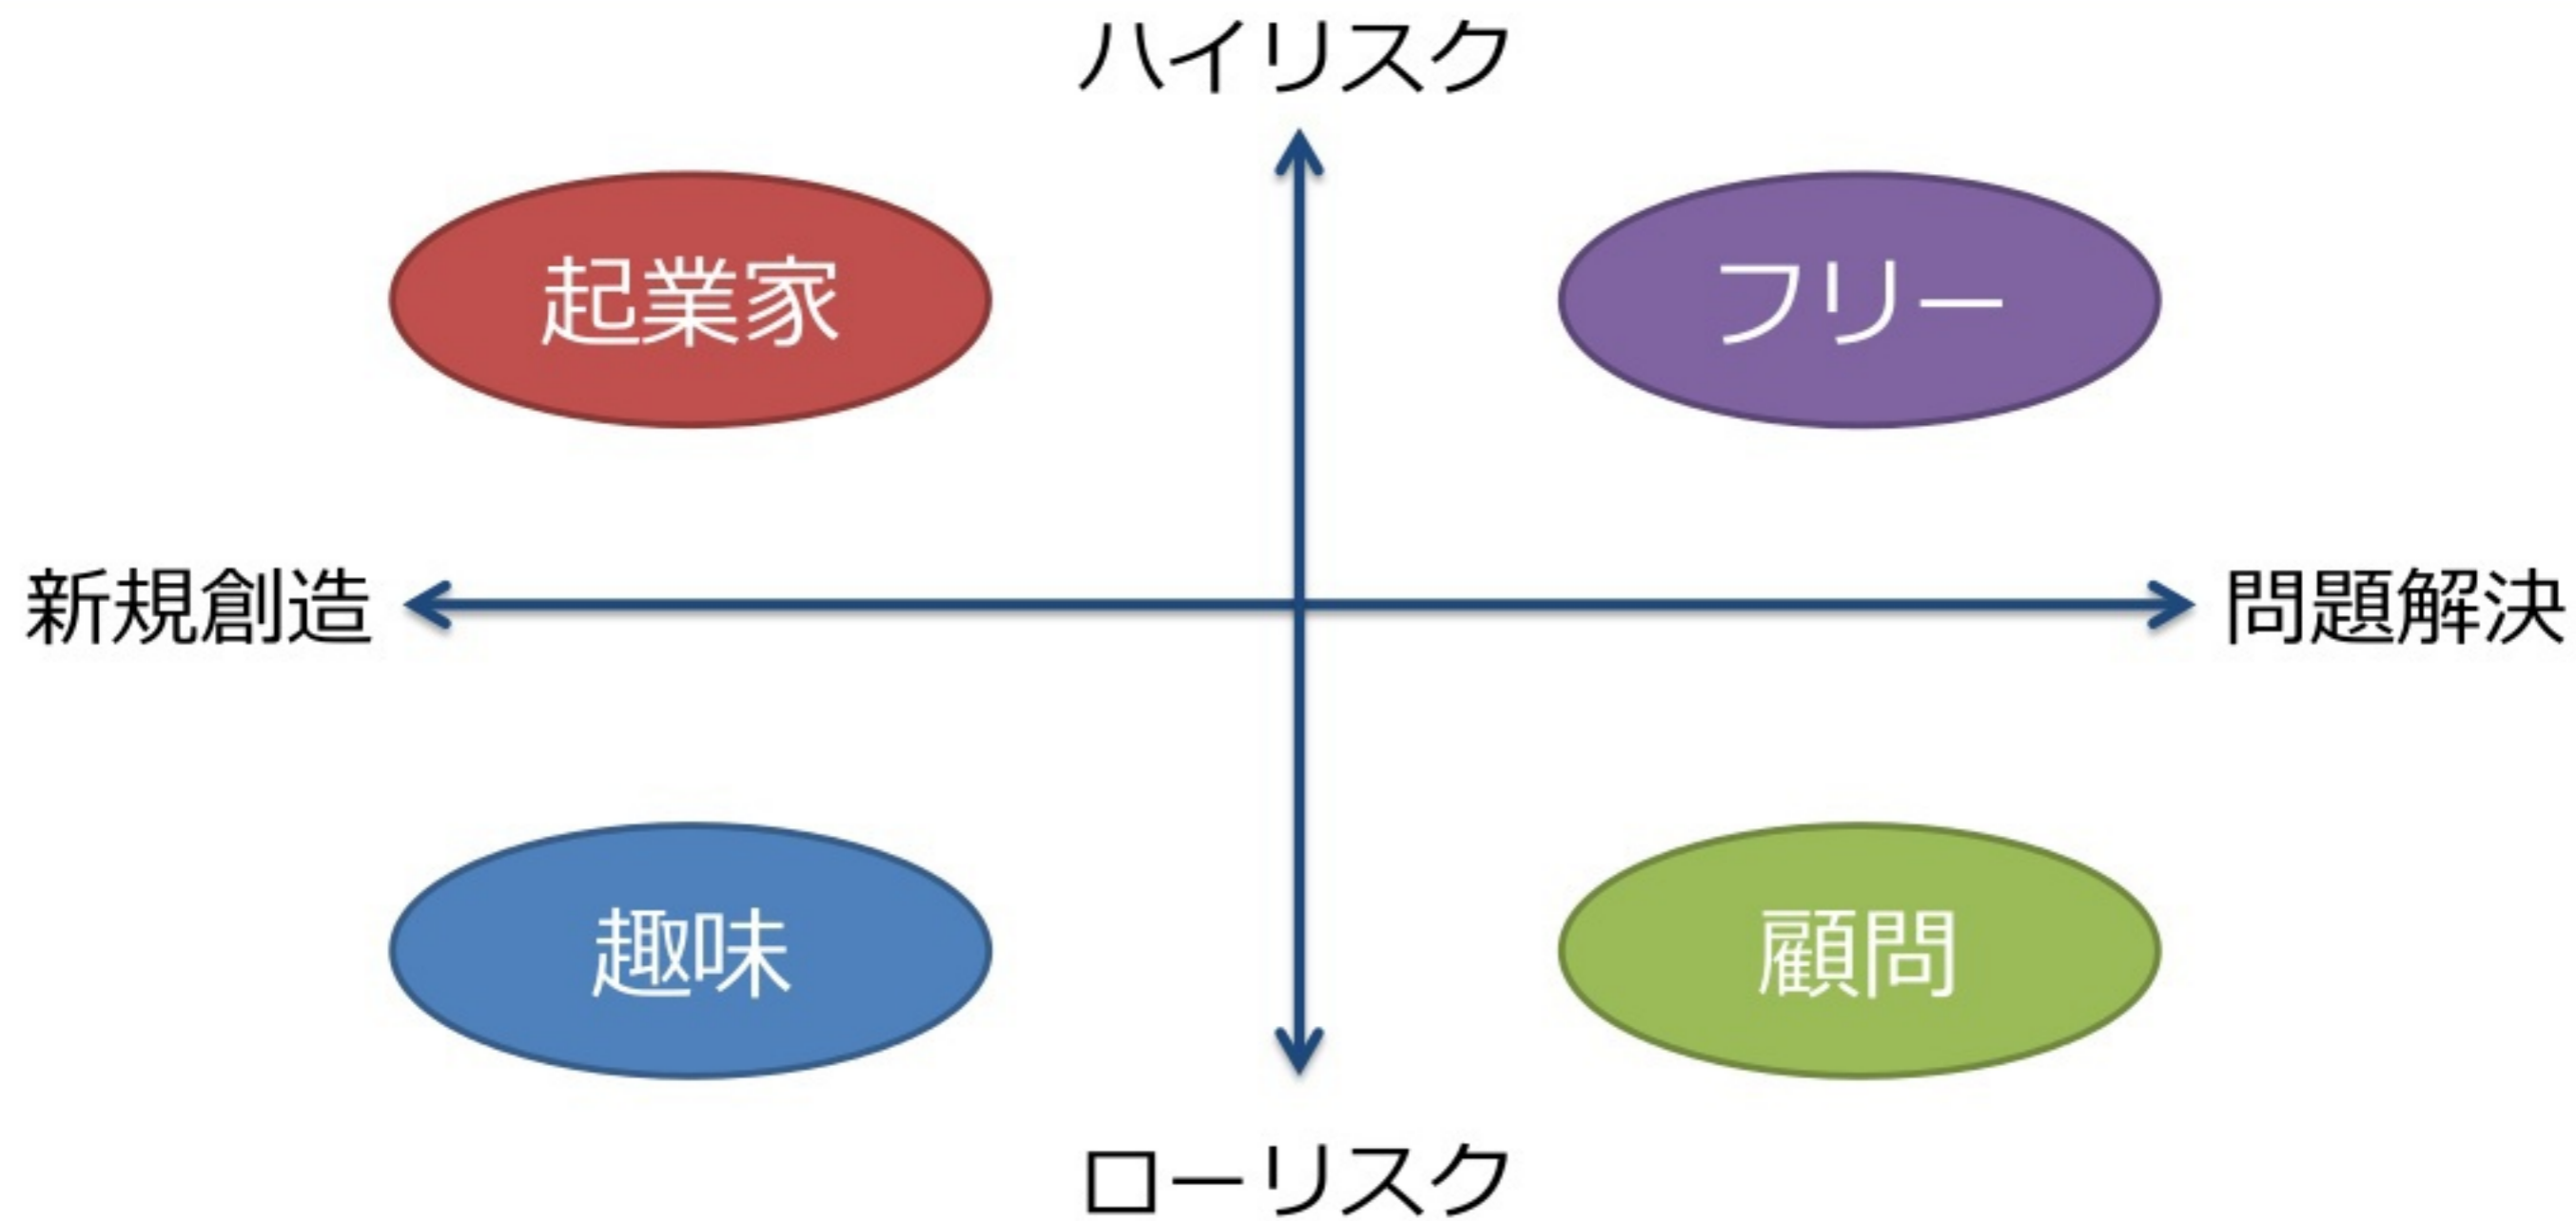 ハイリスク
起業家
フリー
新規創造
問題解決
趣味
顧問
ローリスク